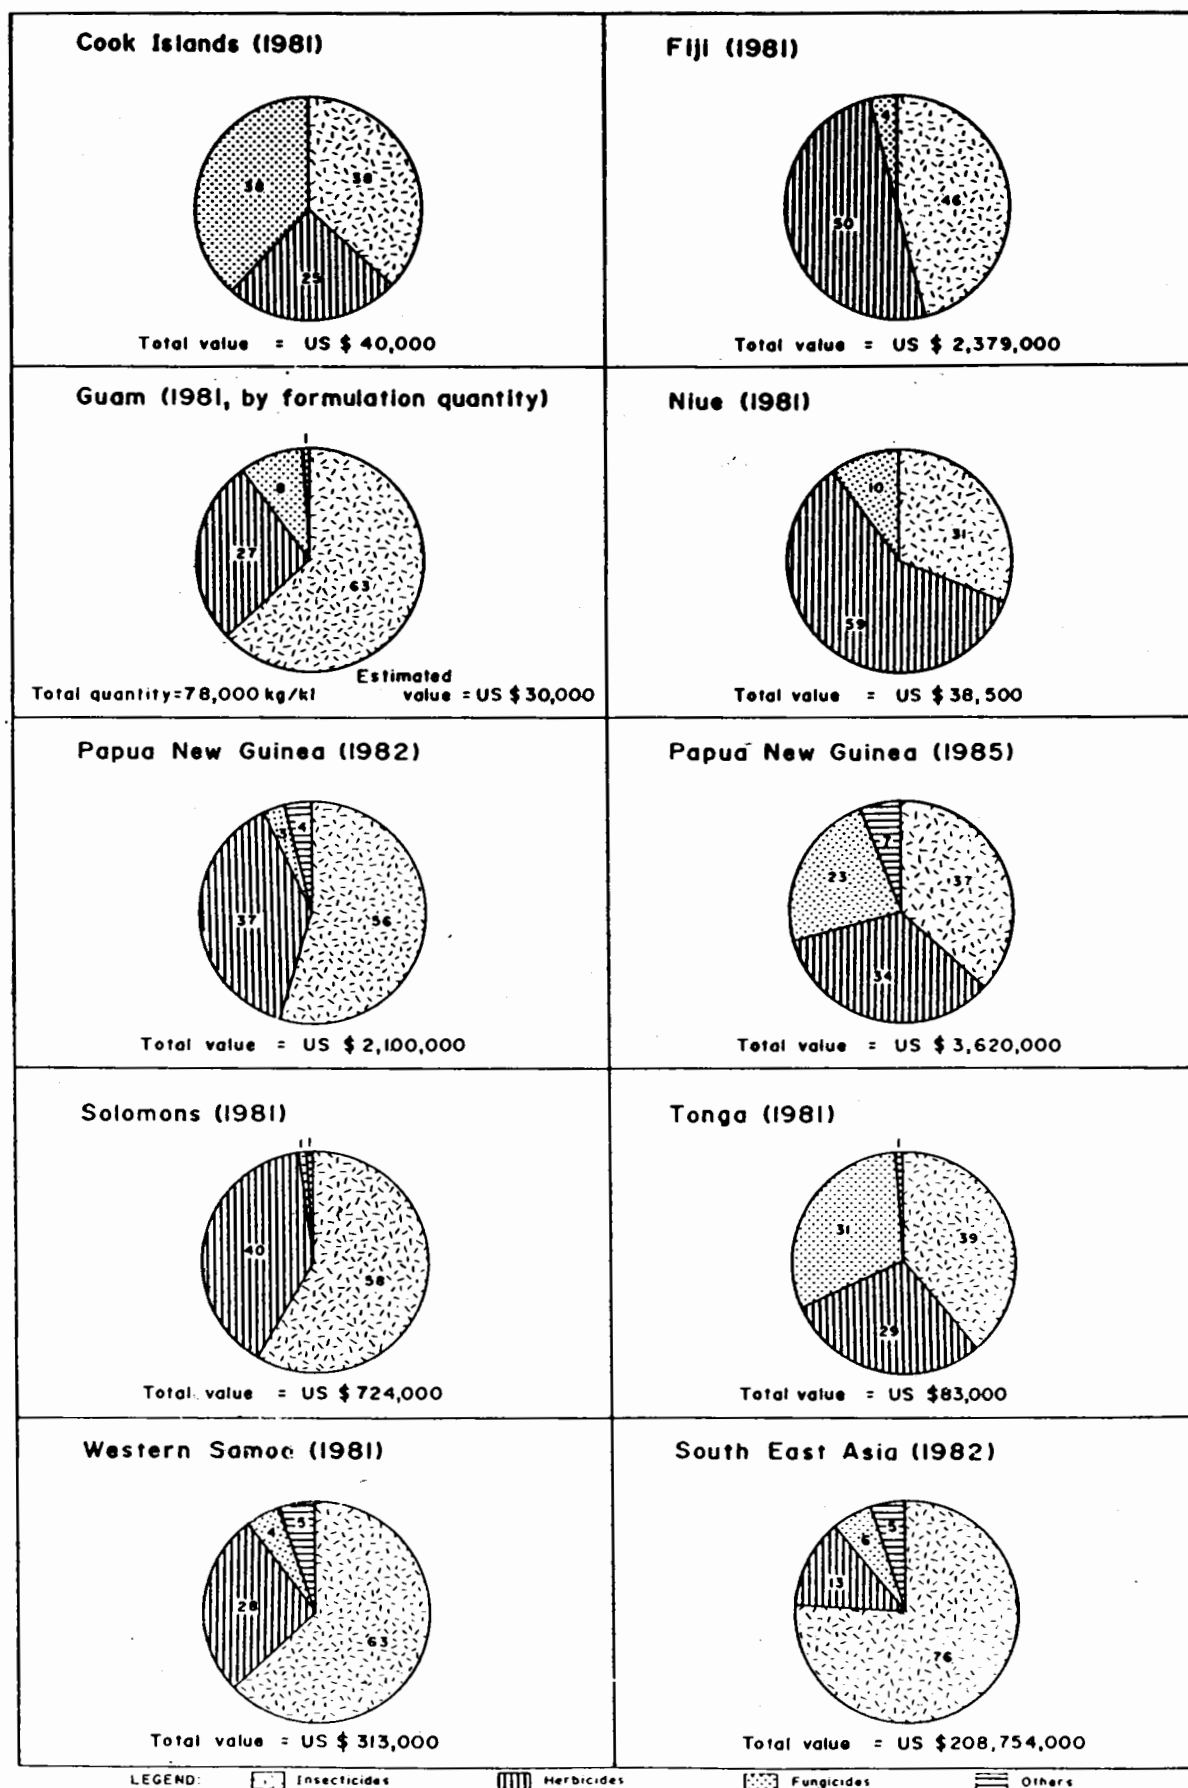 Cook Islands (1981)
38
38
25
Total value = US $ 40,000
Fiji (1981)
4
46
50
Total value = US $ 2,379,000
Guam (1981, by formulation quantity)
1
8
27
63
Estimated
Total quantity=78,000 kg/kl value = US $ 30,000
Niue (1981)
10
31
59
Total value = US $ 38,500
Papua New Guinea (1982)
3 4
37 56
Total value = US $ 2,100,000
Papua New Guinea (1985)
7
23 37
34
Total value = US $ 3,620,000
Solomons (1981)
1 1
40
58
Total value = US $ 724,000
Tonga (1981)
1
31 39
29
Total value = US $83,000
Western Samoa (1981)
4 5
28
63
Total value = US $ 313,000
South East Asia (1982)
6 5
13
76
Total value = US $208,754,000
LEGEND: Insecticides Herbicides Fungicides Others